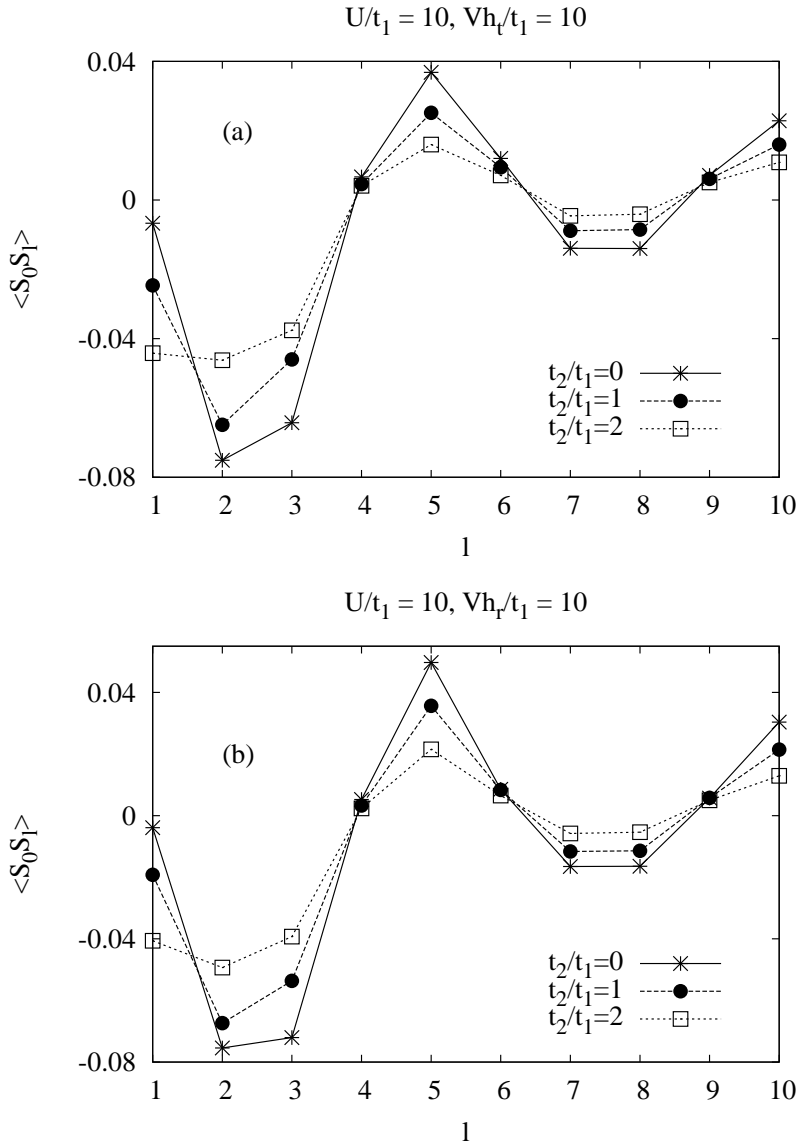 U/t1 = 10, Vht/t1 = 10
0.04
(a)
0
<S0Sl>
-0.04
t2/t1=0
t2/t1=1
t2/t1=2
-0.08
1 2 3 4 5 6 7 8 9 10
l
U/t1 = 10, Vhr/t1 = 10
0.04
(b)
0
<S0Sl>
-0.04
t2/t1=0
t2/t1=1
t2/t1=2
-0.08
1 2 3 4 5 6 7 8 9 10
l